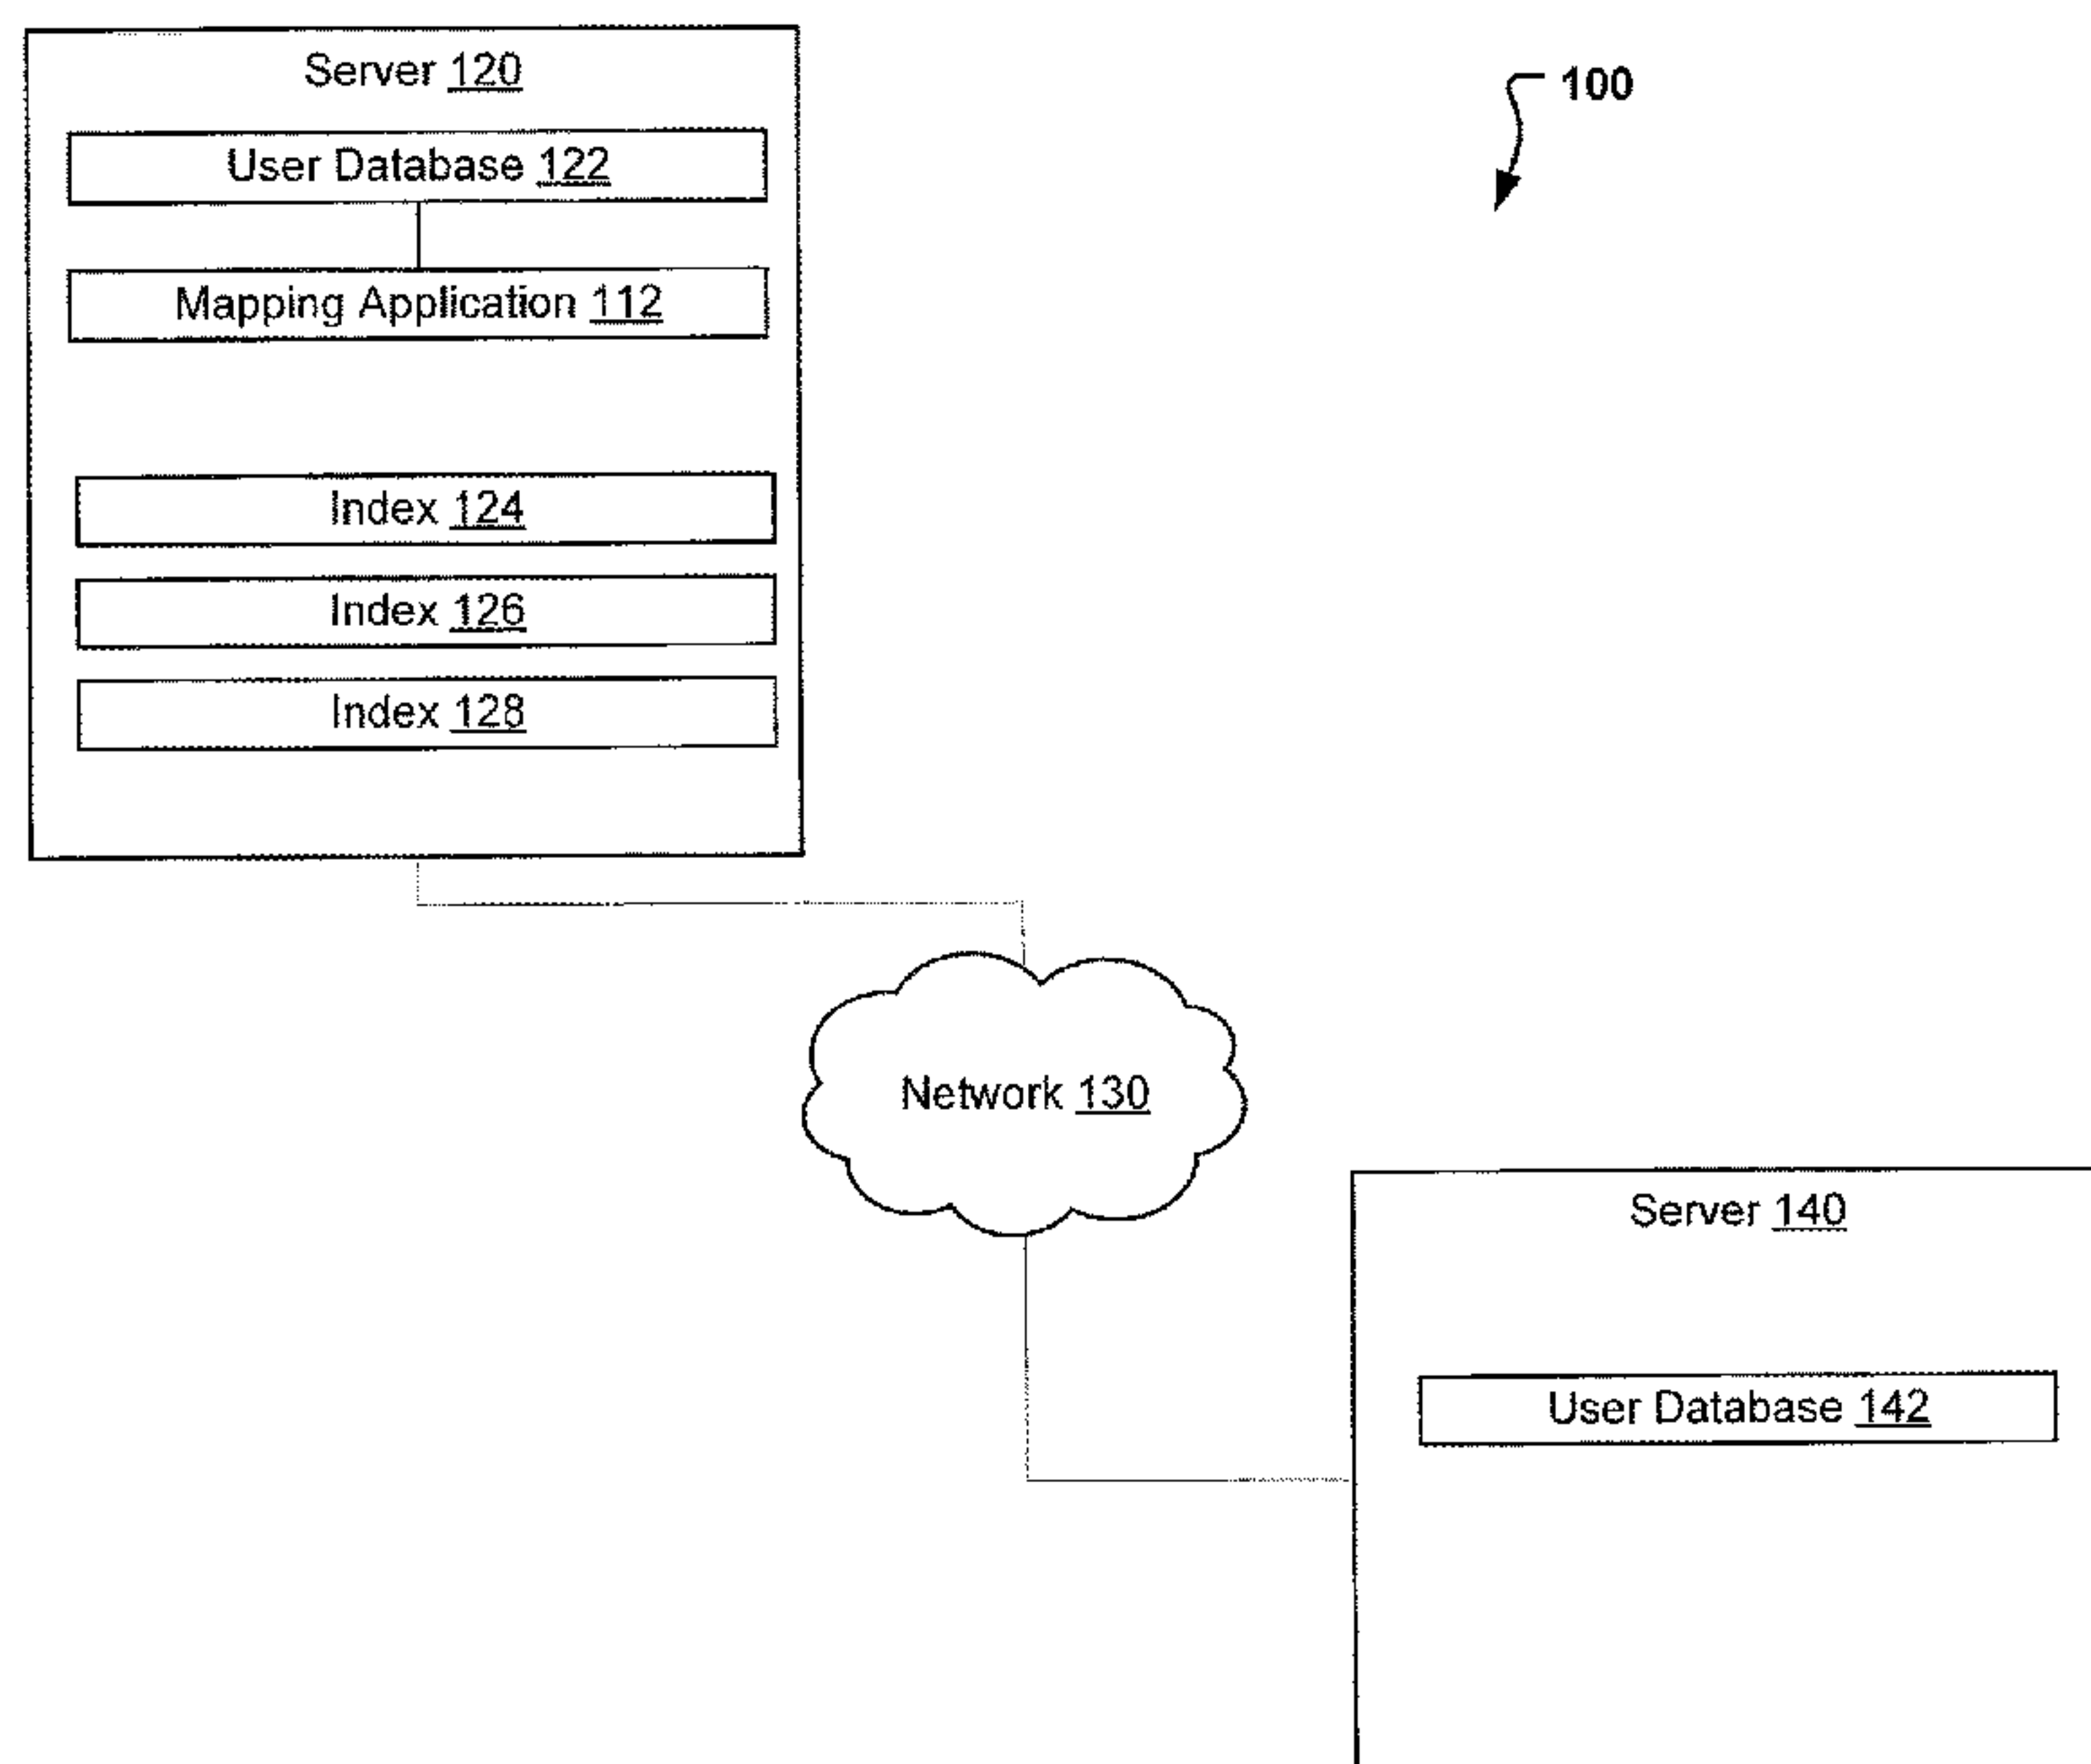 Server 120
100
User Database 122
Mapping Application 112
Index 124
Index 126
Index 128
Network 130
Server 140
User Database 142